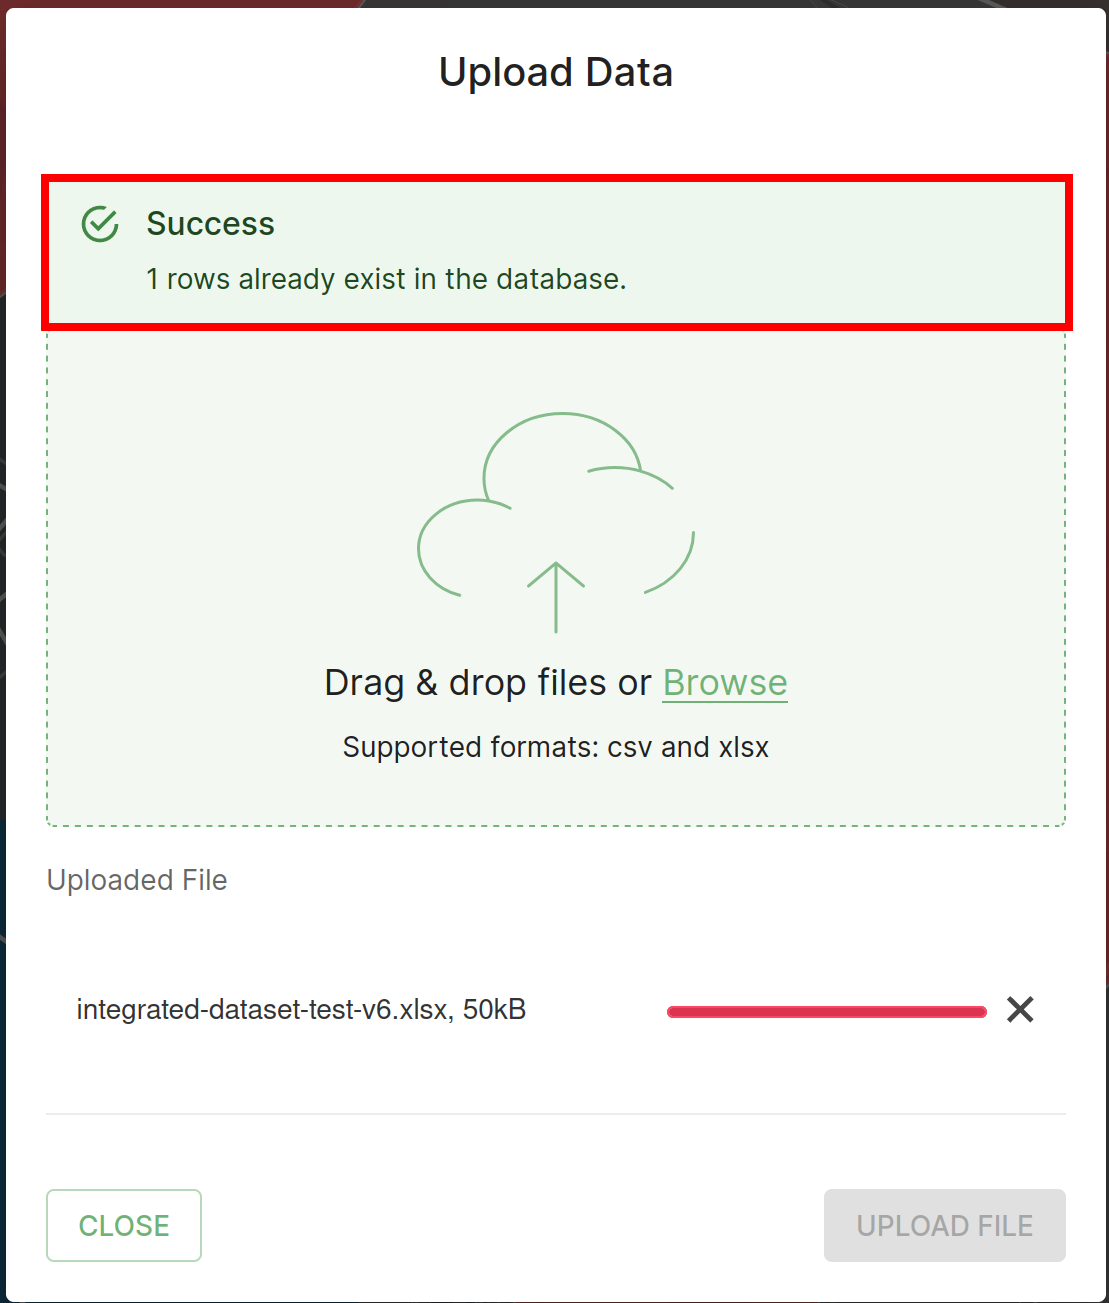 Upload Data
Success
1 rows already exist in the database.
Drag & drop files or Browse
Supported formats: csv and xlsx
Uploaded File
integrated-dataset-test-v6.xlsx, 50kB
CLOSE
UPLOAD FILE